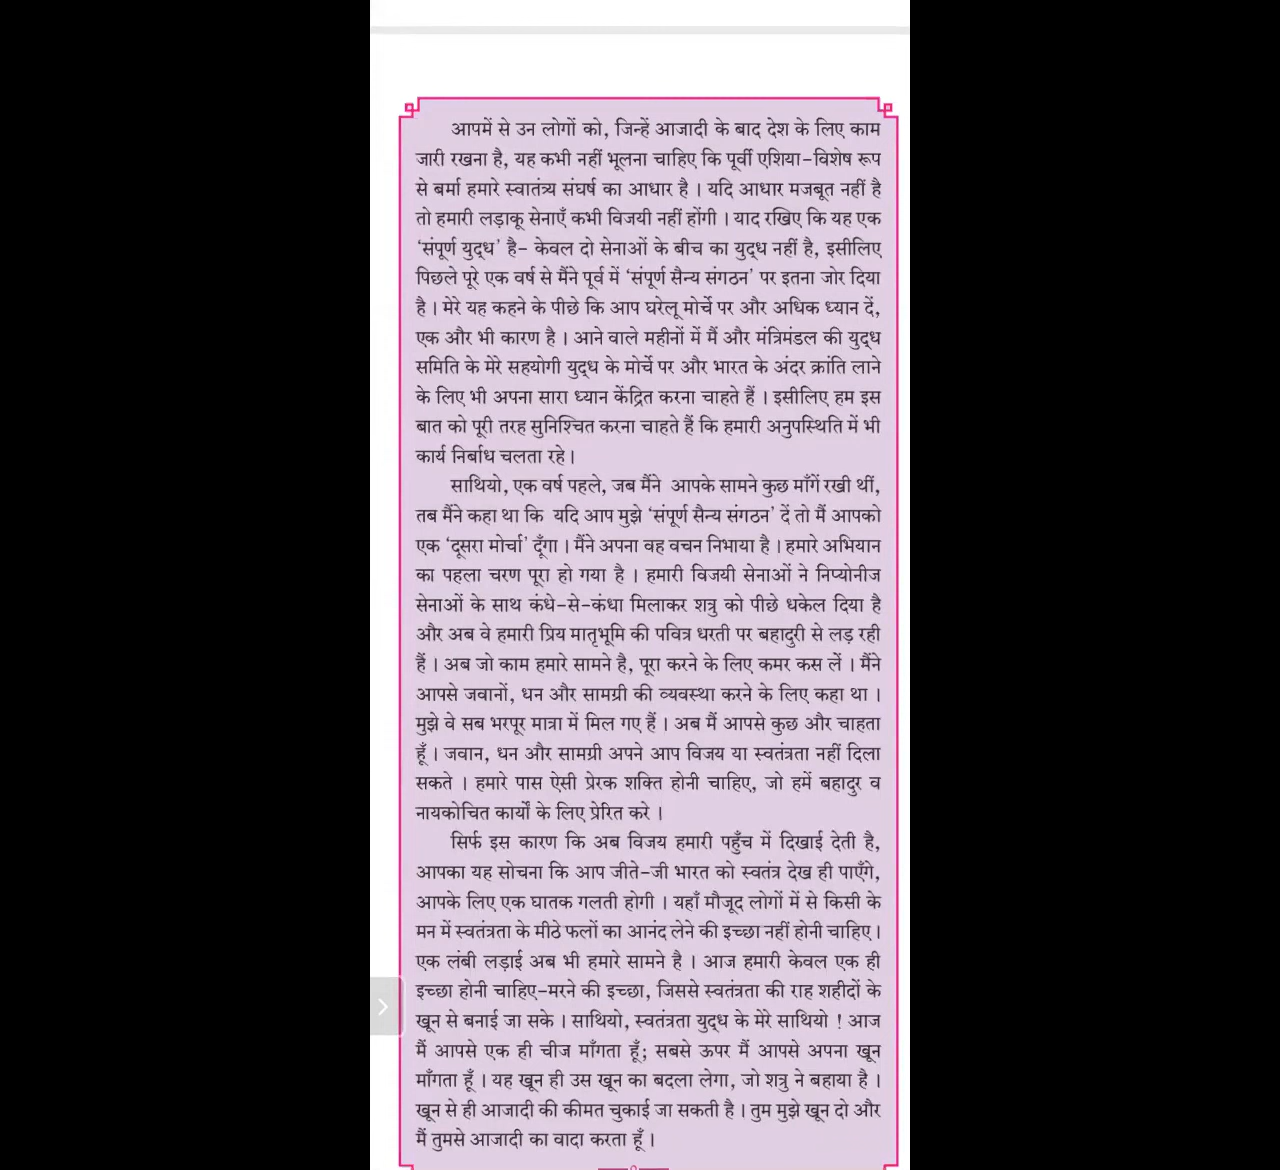 आपमें से उन लोगों को, जिन्हें आजादी के बाद देश के लिए काम
जारी रखना है, यह कभी नहीं भूलना चाहिए कि पूर्वी एशिया-विशेष रूप
से बर्मा हमारे स्वातंत्र्य संघर्ष का आधार है । यदि आधार मजबूत नहीं है
तो हमारी लड़ाकू सेनाएँ कभी विजयी नहीं होंगी । याद रखिए कि यह एक
‘संपूर्ण युद्ध’ है- केवल दो सेनाओं के बीच का युद्ध नहीं है, इसीलिए
पिछले पूरे एक वर्ष से मैंने पूर्व में ‘संपूर्ण सैन्य संगठन’ पर इतना जोर दिया
है । मेरे यह कहने के पीछे कि आप घरेलू मोर्चे पर और अधिक ध्यान दें,
एक और भी कारण है । आने वाले महीनों में मैं और मंत्रिमंडल की युद्ध
समिति के मेरे सहयोगी युद्ध के मोर्चे पर और भारत के अंदर क्रांति लाने
के लिए भी अपना सारा ध्यान केंद्रित करना चाहते हैं । इसीलिए हम इस
बात को पूरी तरह सुनिश्चित करना चाहते हैं कि हमारी अनुपस्थिति में भी
कार्य निर्बाध चलता रहे ।
साथियो, एक वर्ष पहले, जब मैंने आपके सामने कुछ माँगें रखी थीं,
तब मैंने कहा था कि यदि आप मुझे ‘संपूर्ण सैन्य संगठन’ दें तो मैं आपको
एक ‘दूसरा मोर्चा’ दूँगा । मैंने अपना वह वचन निभाया है । हमारे अभियान
का पहला चरण पूरा हो गया है । हमारी विजयी सेनाओं ने निप्योनीज
सेनाओं के साथ कंधे-से-कंधा मिलाकर शत्रु को पीछे धकेल दिया है
और अब वे हमारी प्रिय मातृभूमि की पवित्र धरती पर बहादुरी से लड़ रही
हैं । अब जो काम हमारे सामने है, पूरा करने के लिए कमर कस लें । मैंने
आपसे जवानों, धन और सामग्री की व्यवस्था करने के लिए कहा था ।
मुझे वे सब भरपूर मात्रा में मिल गए हैं । अब मैं आपसे कुछ और चाहता
हूँ । जवान, धन और सामग्री अपने आप विजय या स्वतंत्रता नहीं दिला
सकते । हमारे पास ऐसी प्रेरक शक्ति होनी चाहिए, जो हमें बहादुर व
नायकोचित कार्यों के लिए प्रेरित करे ।
सिर्फ इस कारण कि अब विजय हमारी पहुँच में दिखाई देती है,
आपका यह सोचना कि आप जीते-जी भारत को स्वतंत्र देख ही पाएँगे,
आपके लिए एक घातक गलती होगी । यहाँ मौजूद लोगों में से किसी के
मन में स्वतंत्रता के मीठे फलों का आनंद लेने की इच्छा नहीं होनी चाहिए ।
एक लंबी लड़ाई अब भी हमारे सामने है । आज हमारी केवल एक ही
इच्छा होनी चाहिए-मरने की इच्छा, जिससे स्वतंत्रता की राह शहीदों के
खून से बनाई जा सके । साथियो, स्वतंत्रता युद्ध के मेरे साथियो ! आज
मैं आपसे एक ही चीज माँगता हूँ; सबसे ऊपर मैं आपसे अपना खून
माँगता हूँ । यह खून ही उस खून का बदला लेगा, जो शत्रु ने बहाया है ।
खून से ही आजादी की कीमत चुकाई जा सकती है । तुम मुझे खून दो और
मैं तुमसे आजादी का वादा करता हूँ ।